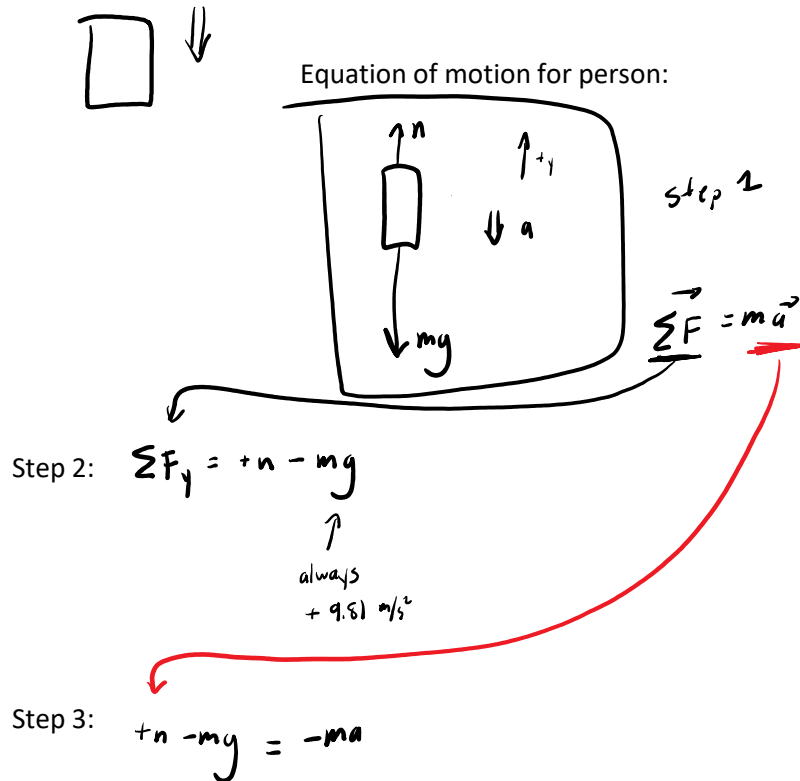 Equation of motion for person:
n
+y
a
mg
step 1
ΣF⃗ = ma⃗
Step 2: ΣFy = +n - mg
always
+ 9.81 m/s²
Step 3: +n - mg = -ma